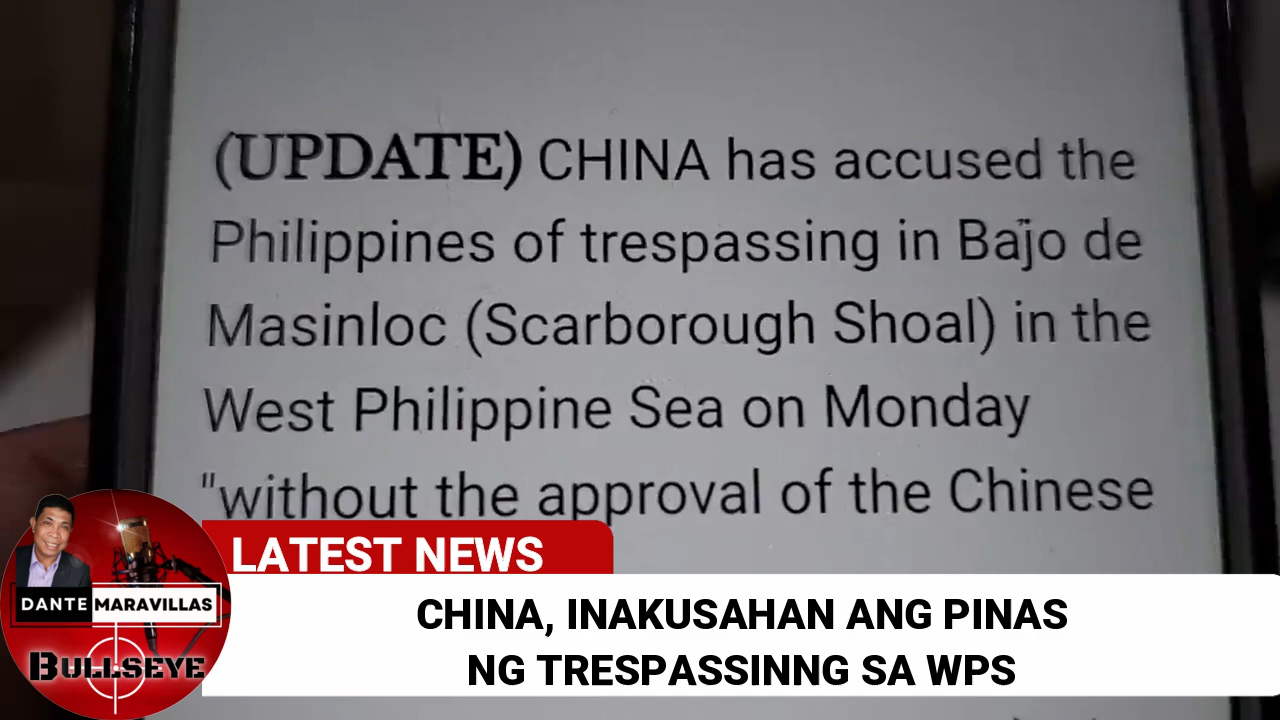 (UPDATE) CHINA has accused the
Philippines of trespassing in Bajo de
Masinloc (Scarborough Shoal) in the
West Philippine Sea on Monday
"without the approval of the Chinese
LATEST NEWS
CHINA, INAKUSAHAN ANG PINAS
NG TRESPASSINNG SA WPS
DANTE MARAVILLAS
BULLSEYE